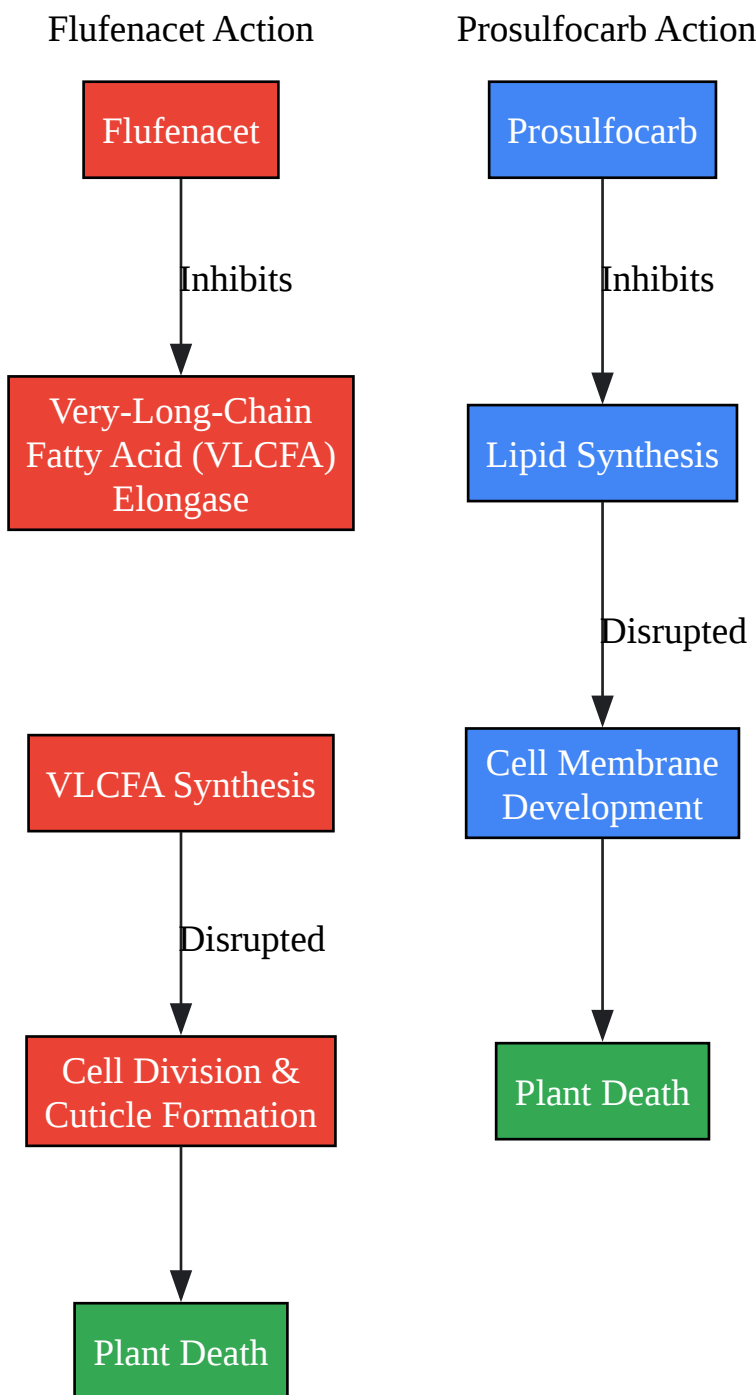 Flufenacet Action
Flufenacet
Inhibits
Very-Long-Chain
Fatty Acid (VLCFA)
Elongase
VLCFA Synthesis
Disrupted
Cell Division &
Cuticle Formation
Plant Death
Prosulfocarb Action
Prosulfocarb
Inhibits
Lipid Synthesis
Disrupted
Cell Membrane
Development
Plant Death